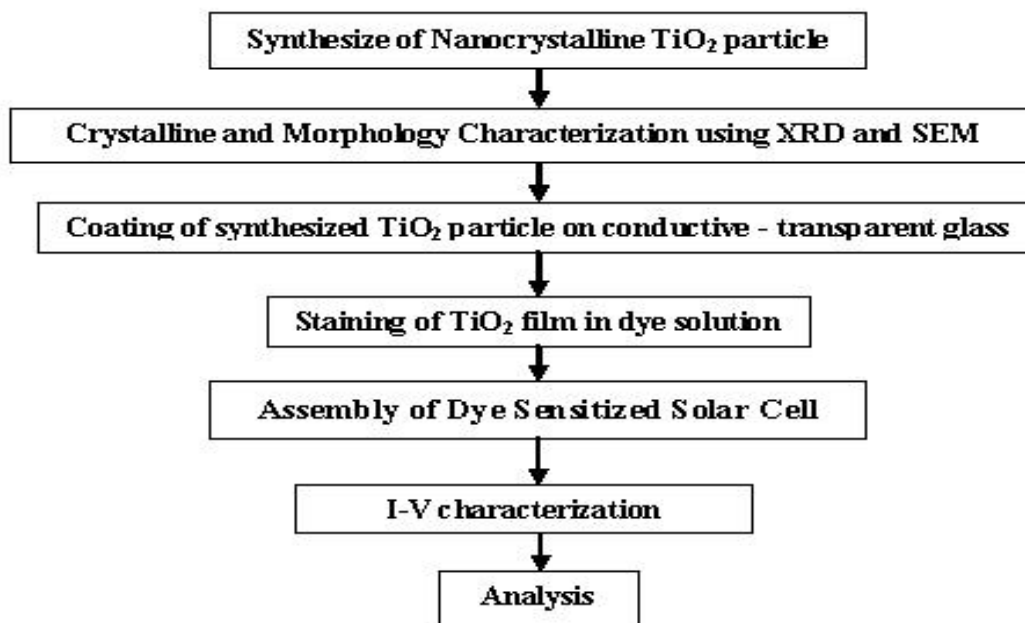 Synthesize of Nanocrystalline TiO₂ particle
Crystalline and Morphology Characterization using XRD and SEM
Coating of synthesized TiO₂ particle on conductive - transparent glass
Staining of TiO₂ film in dye solution
Assembly of Dye Sensitized Solar Cell
I-V characterization
Analysis